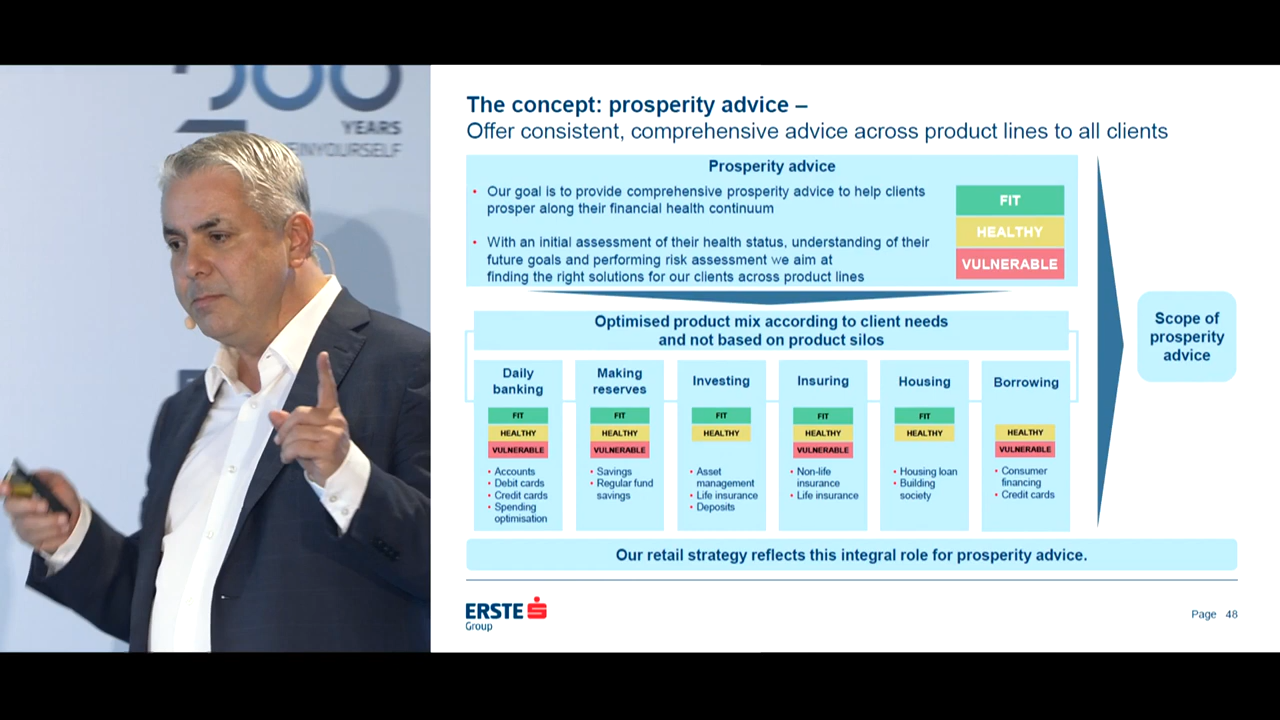 200
YEARS
The concept: prosperity advice –
Offer consistent, comprehensive advice across product lines to all clients
Prosperity advice
• Our goal is to provide comprehensive prosperity advice to help clients
prosper along their financial health continuum
• With an initial assessment of their health status, understanding of their
future goals and performing risk assessment we aim at
finding the right solutions for our clients across product lines
FIT
HEALTHY
VULNERABLE
Optimised product mix according to client needs
and not based on product silos
Scope of
prosperity
advice
Daily
banking
FIT
HEALTHY
VULNERABLE
• Accounts
• Debit cards
• Credit cards
• Spending
optimisation
Making
reserves
FIT
HEALTHY
VULNERABLE
• Savings
• Regular fund
savings
Investing
FIT
HEALTHY
• Asset
management
• Life insurance
• Deposits
Insuring
FIT
HEALTHY
VULNERABLE
• Non-life
insurance
• Life insurance
Housing
FIT
HEALTHY
• Housing loan
• Building
society
Borrowing
HEALTHY
VULNERABLE
• Consumer
financing
• Credit cards
Our retail strategy reflects this integral role for prosperity advice.
ERSTE
Group
Page 48